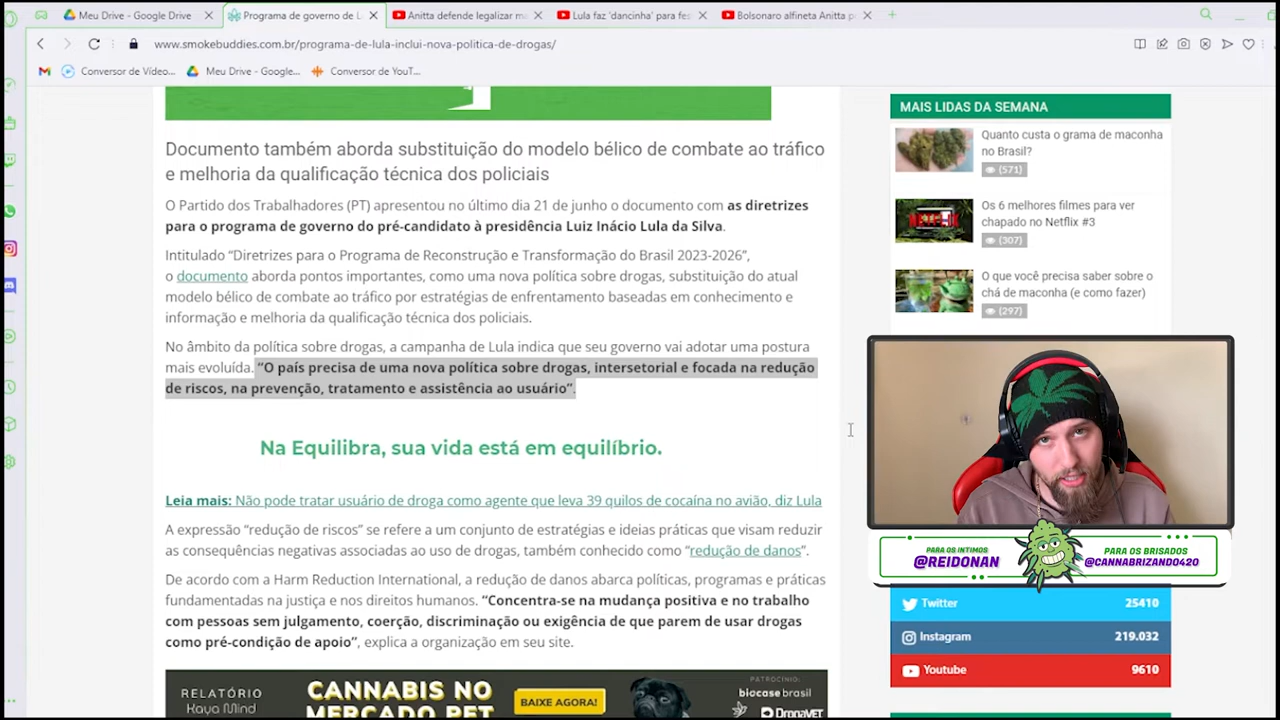 Meu Drive - Google Drive
Programa de governo de L
Anitta defende legalizar m
Lula faz 'dancinha' para fes
Bolsonaro alfineta Anitta p
www.smokebuddies.com.br/programa-de-lula-inclui-nova-politica-de-drogas/
Conversor de Vídeo...
Meu Drive - Google...
Conversor de YouT...
Documento também aborda substituição do modelo bélico de combate ao tráfico
e melhoria da qualificação técnica dos policiais
O Partido dos Trabalhadores (PT) apresentou no último dia 21 de junho o documento com as diretrizes
para o programa de governo do pré-candidato à presidência Luiz Inácio Lula da Silva.
Intitulado “Diretrizes para o Programa de Reconstrução e Transformação do Brasil 2023-2026”,
o documento aborda pontos importantes, como uma nova política sobre drogas, substituição do atual
modelo bélico de combate ao tráfico por estratégias de enfrentamento baseadas em conhecimento e
informação e melhoria da qualificação técnica dos policiais.
No âmbito da política sobre drogas, a campanha de Lula indica que seu governo vai adotar uma postura
mais evoluída. “O país precisa de uma nova política sobre drogas, intersetorial e focada na redução
de riscos, na prevenção, tratamento e assistência ao usuário”.
Na Equilibra, sua vida está em equilíbrio.
Leia mais: Não pode tratar usuário de droga como agente que leva 39 quilos de cocaína no avião, diz Lula
A expressão “redução de riscos” se refere a um conjunto de estratégias e ideias práticas que visam reduzir
as consequências negativas associadas ao uso de drogas, também conhecido como “redução de danos”.
De acordo com a Harm Reduction International, a redução de danos abarca políticas, programas e práticas
fundamentadas na justiça e nos direitos humanos. “Concentra-se na mudança positiva e no trabalho
com pessoas sem julgamento, coerção, discriminação ou exigência de que parem de usar drogas
como pré-condição de apoio”, explica a organização em seu site.
RELATÓRIO
Kaya Mind
CANNABIS NO
MERCADO PET
BAIXE AGORA!
PATROCÍNIO:
biocase brasil
DrogaVET
MAIS LIDAS DA SEMANA
Quanto custa o grama de maconha
no Brasil?
(571)
NETFLIX
Os 6 melhores filmes para ver
chapado no Netflix #3
(307)
O que você precisa saber sobre o
chá de maconha (e como fazer)
(297)
PARA OS INTIMOS
@REIDONAN
PARA OS BRISADOS
@CANNABRIZANDO420
Twitter 25410
Instagram 219.032
Youtube 9610